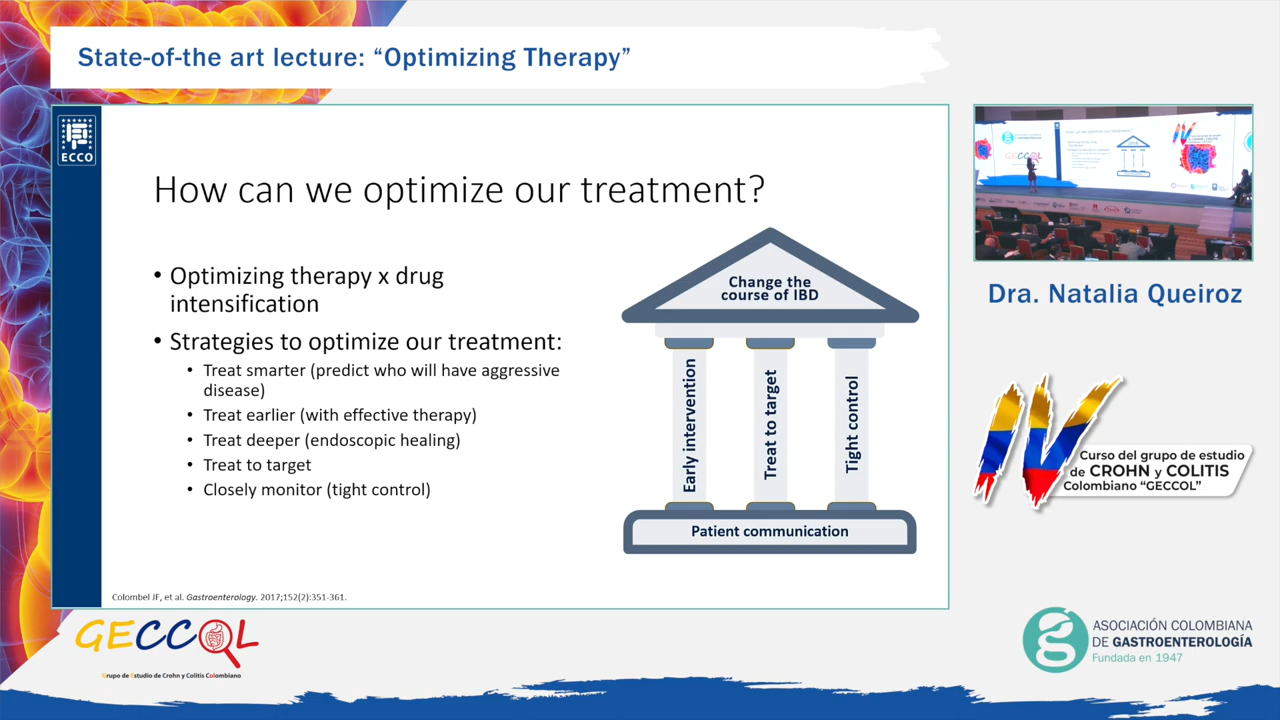 State-of-the art lecture: “Optimizing Therapy”
ECCO
How can we optimize our treatment?
• Optimizing therapy x drug
intensification
• Strategies to optimize our treatment:
• Treat smarter (predict who will have aggressive
disease)
• Treat earlier (with effective therapy)
• Treat deeper (endoscopic healing)
• Treat to target
• Closely monitor (tight control)
Change the
course of IBD
Early intervention
Treat to target
Tight control
Patient communication
Colombel JF, et al. Gastroenterology. 2017;152(2):351-361.
Dra. Natalia Queiroz
IV
Curso del grupo de estudio
de CROHN y COLITIS
Colombiano “GECCOL”
GECCOL
Grupo de Estudio de Crohn y Colitis Colombiano
ASOCIACIÓN COLOMBIANA
DE GASTROENTEROLOGÍA
Fundada en 1947